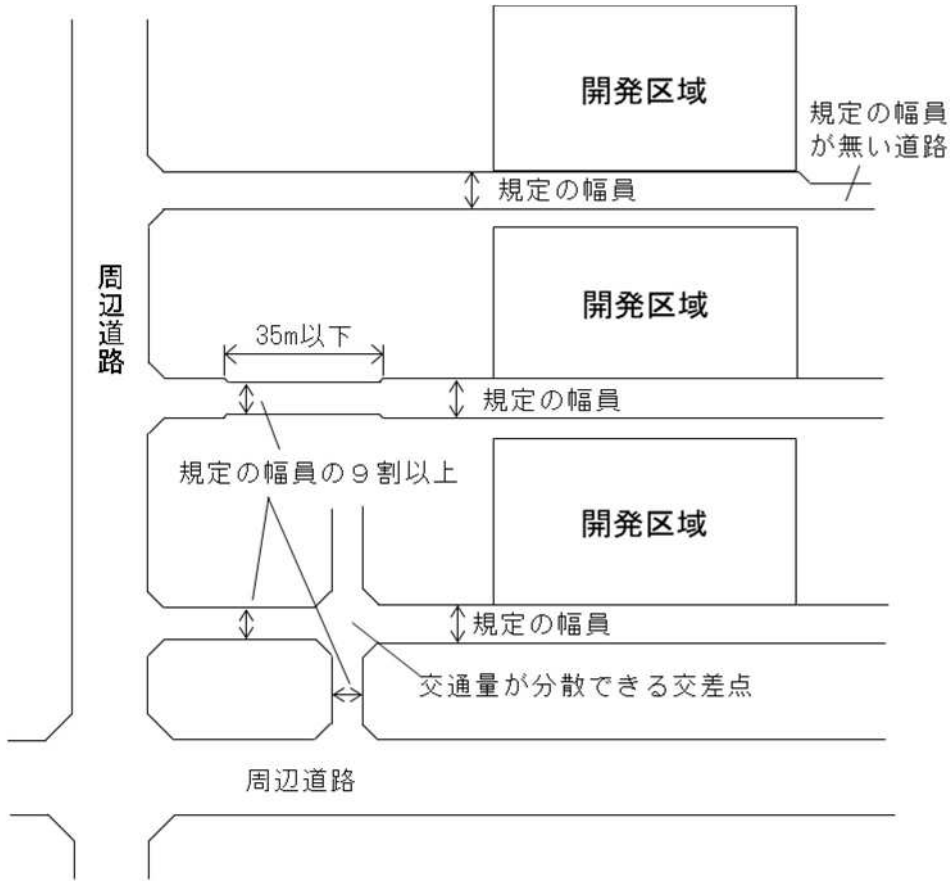 開発区域
規定の幅員
が無い道路
規定の幅員
周辺道路
開発区域
35m以下
規定の幅員
規定の幅員の９割以上
開発区域
規定の幅員
交通量が分散できる交差点
周辺道路